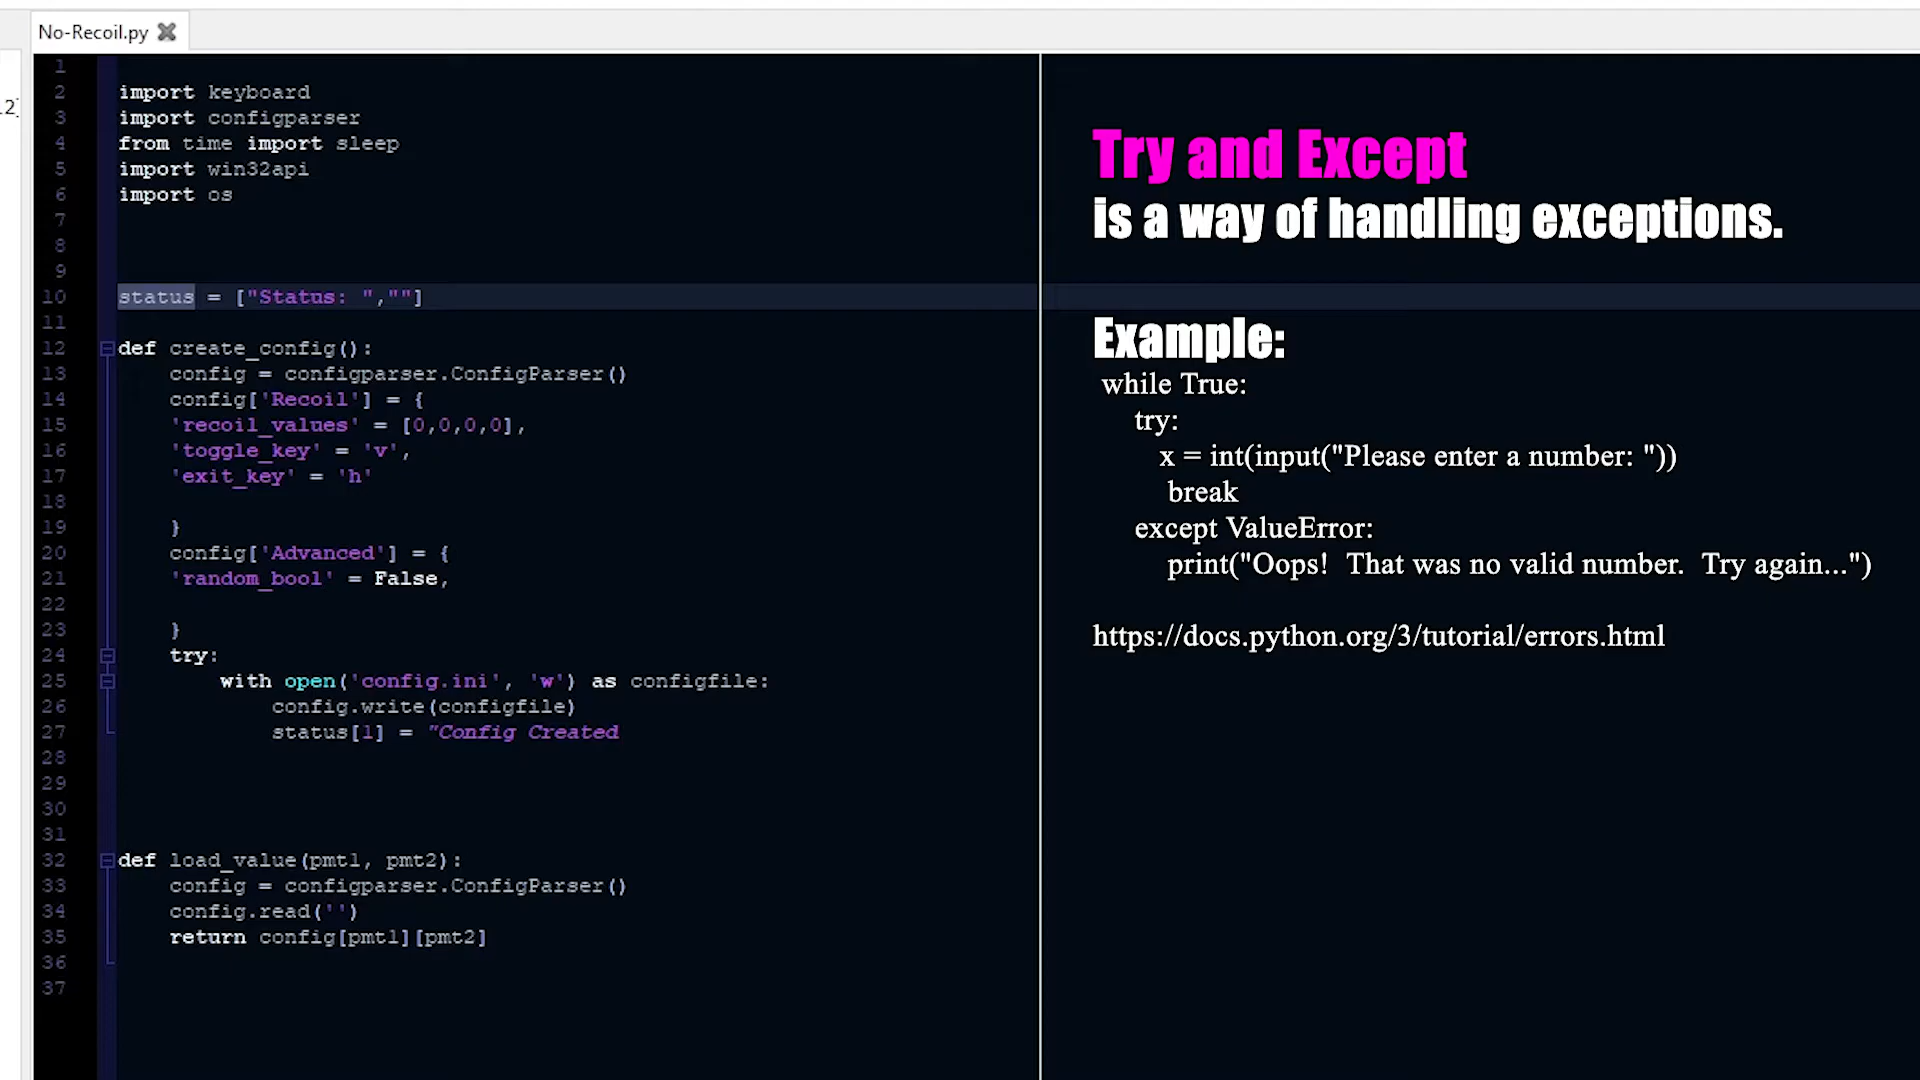 No-Recoil.py
.2]
1
2 import keyboard
3 import configparser
4 from time import sleep
5 import win32api
6 import os
7
8
9
10 status = ["Status: ",""]
11
12 def create_config():
13 config = configparser.ConfigParser()
14 config['Recoil'] = {
15 'recoil_values' = [0,0,0,0],
16 'toggle_key' = 'v',
17 'exit_key' = 'h'
18
19 }
20 config['Advanced'] = {
21 'random_bool' = False,
22
23 }
24 try:
25 with open('config.ini', 'w') as configfile:
26 config.write(configfile)
27 status[1] = "Config Created
28
29
30
31
32 def load_value(pmt1, pmt2):
33 config = configparser.ConfigParser()
34 config.read('')
35 return config[pmt1][pmt2]
36
37
Try and Except
is a way of handling exceptions.
Example:
while True:
try:
x = int(input("Please enter a number: "))
break
except ValueError:
print("Oops!  That was no valid number.  Try again...")
https://docs.python.org/3/tutorial/errors.html